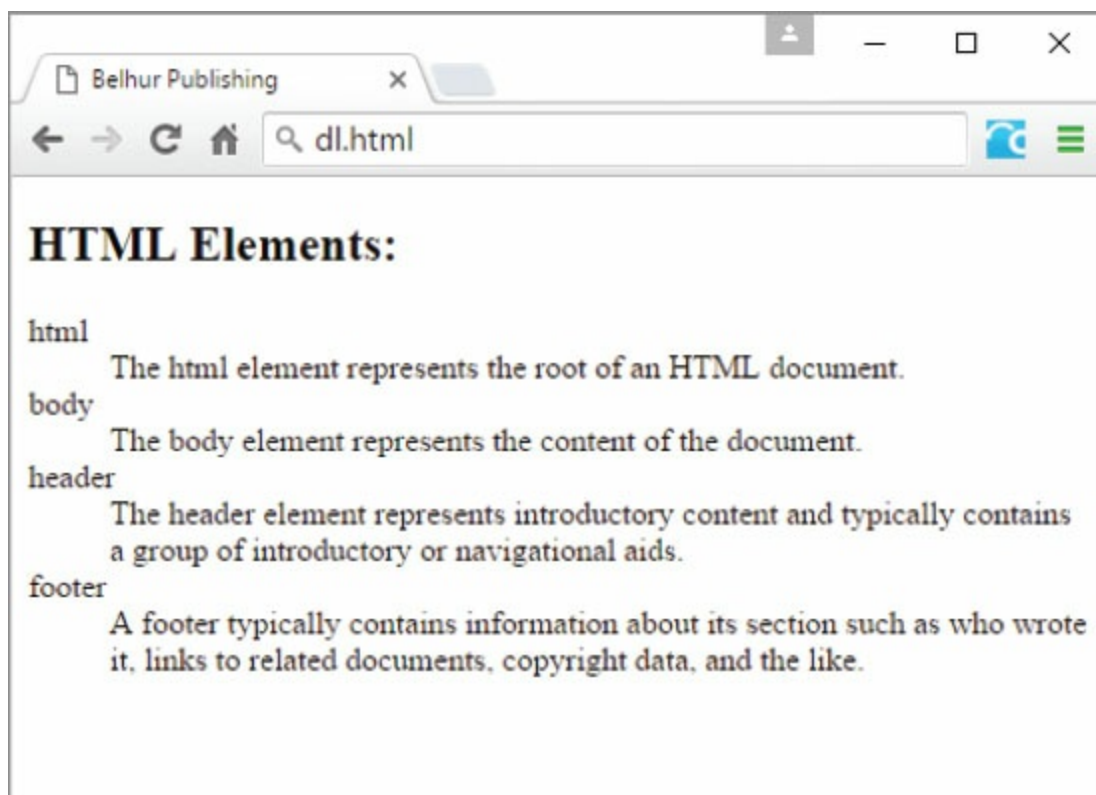 Belhur Publishing
dl.html
HTML Elements:
html
The html element represents the root of an HTML document.
body
The body element represents the content of the document.
header
The header element represents introductory content and typically contains
a group of introductory or navigational aids.
footer
A footer typically contains information about its section such as who wrote
it, links to related documents, copyright data, and the like.